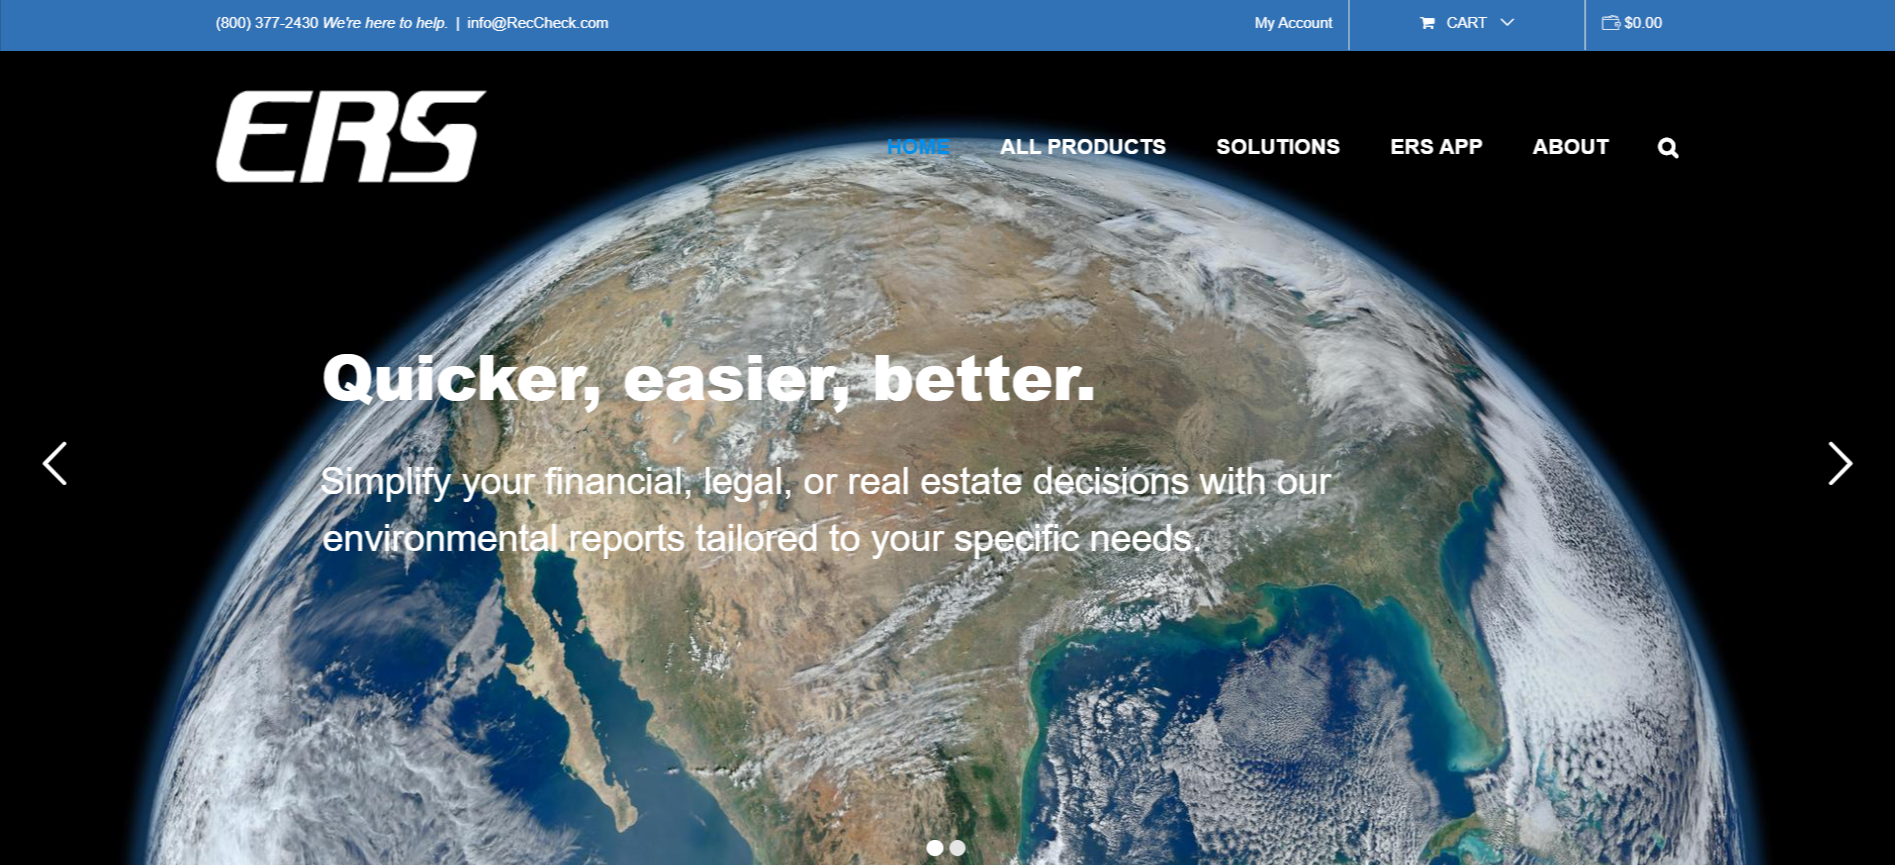 (800) 377-2430 We're here to help. | info@RecCheck.com
My Account
CART
$0.00
ERS
HOME
ALL PRODUCTS
SOLUTIONS
ERS APP
ABOUT
Quicker, easier, better.
Simplify your financial, legal, or real estate decisions with our
environmental reports tailored to your specific needs.